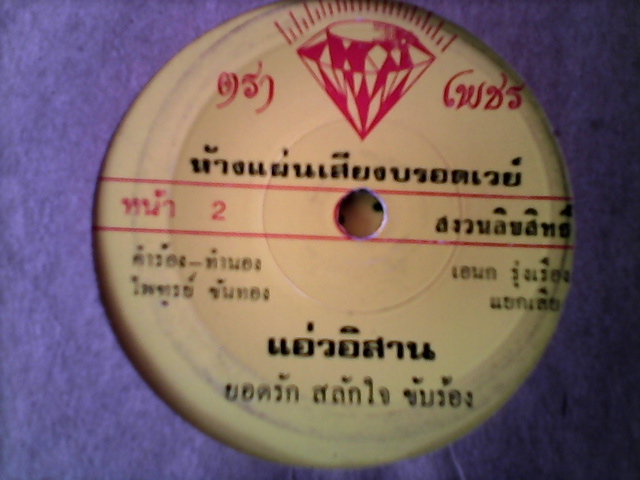 ตรา เพชร
ห้างแผ่นเสียงบรอดเวย์
หน้า 2
สงวนลิขสิทธิ์
คำร้อง-ทำนอง
ไพฑูรย์ ขันทอง
เอนก รุ่งเรือง
แยกเสียง
แอ่วอิสาน
ยอดรัก สลักใจ ขับร้อง